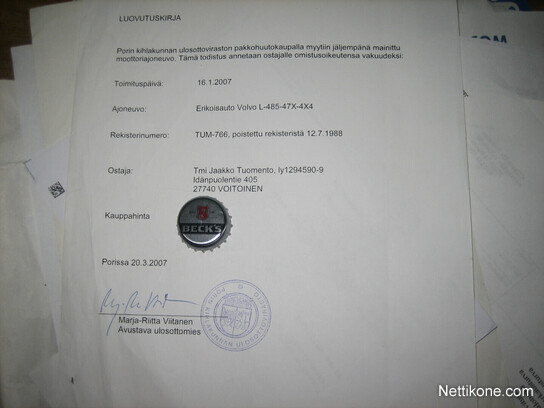 LUOVUTUSKIRJA
Porin kihlakunnan ulosottoviraston pakkohuutokaupalla myytiin jäljempänä mainittu
moottoriajoneuvo. Tämä todistus annetaan ostajalle omistusoikeutensa vakuudeksi:
Toimituspäivä: 16.1.2007
Ajoneuvo: Erikoisauto Volvo L-485-47X-4X4
Rekisterinumero: TUM-766, poistettu rekisteristä 12.7.1988
Ostaja: Tmi Jaakko Tuomento, ly1294590-9
Idänpuolentie 405
27740 VOITOINEN
Kauppahinta
BECK'S
Porissa 20.3.2007
Marja-Riitta Viitanen
Avustava ulosottomies
Nettikone.com